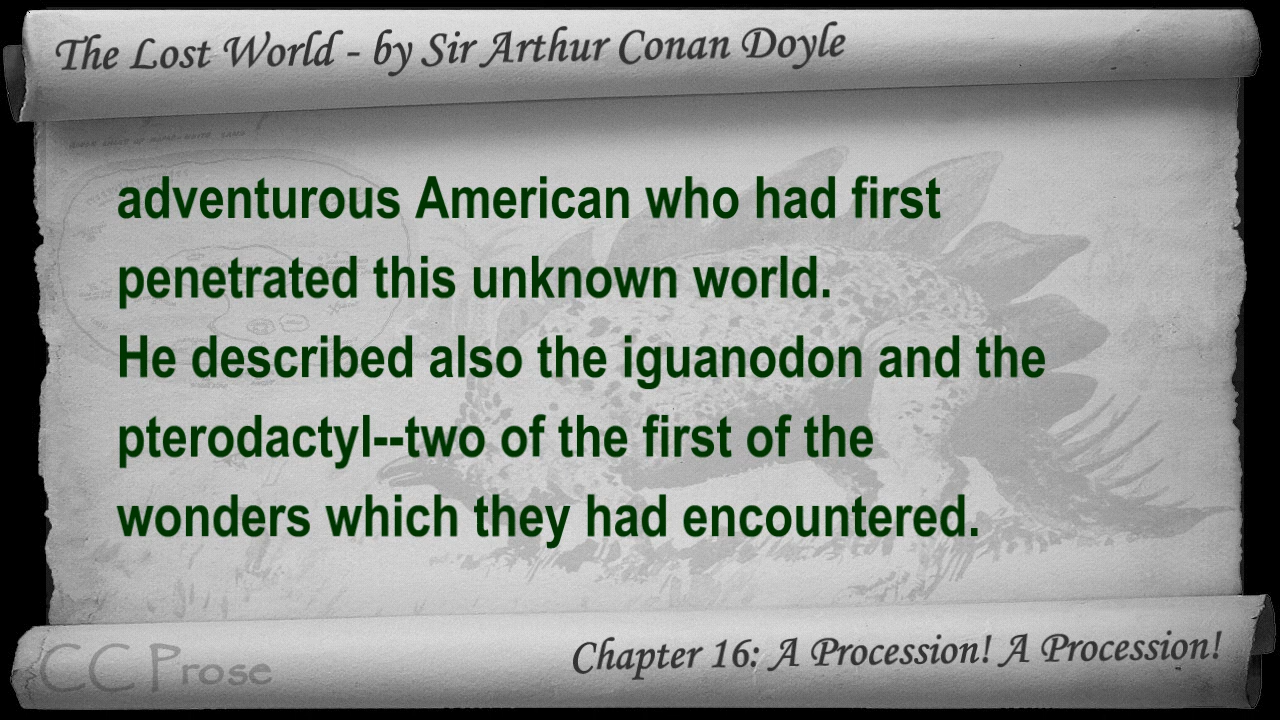 The Lost World - by Sir Arthur Conan Doyle
adventurous American who had first
penetrated this unknown world.
He described also the iguanodon and the
pterodactyl--two of the first of the
wonders which they had encountered.
CC Prose
Chapter 16: A Procession! A Procession!